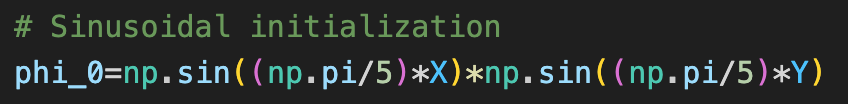 # Sinusoidal initialization
phi_0=np.sin((np.pi/5)*X)*np.sin((np.pi/5)*Y)